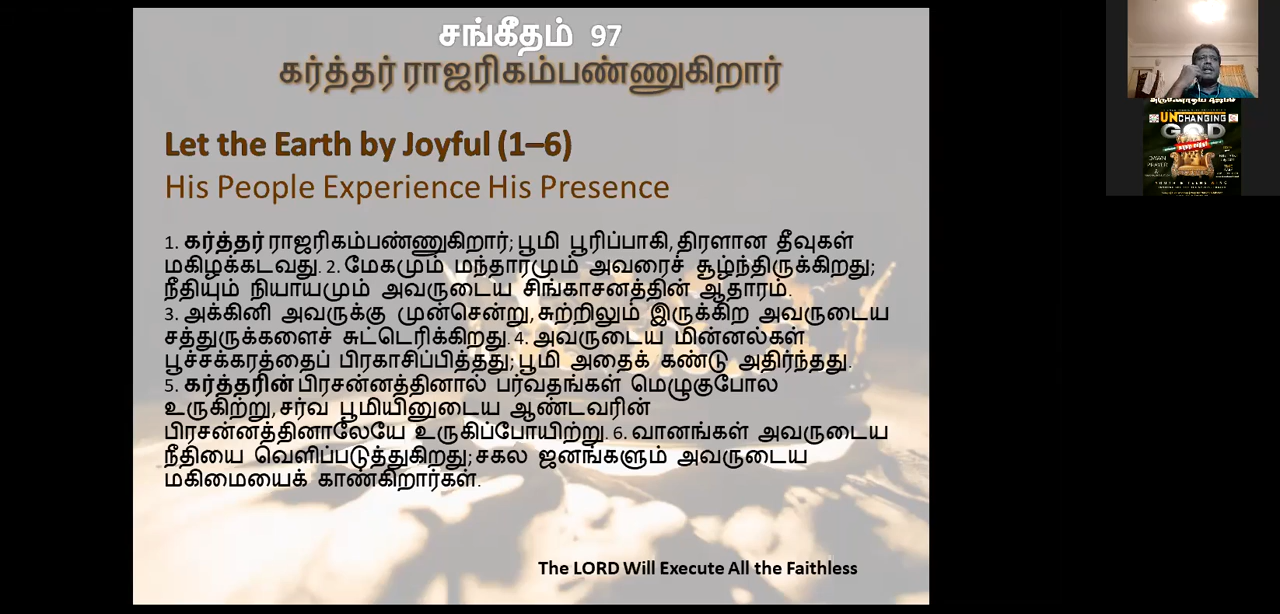 சங்கீதம் 97
கர்த்தர் ராஜரிகம்பண்ணுகிறார்
Let the Earth by Joyful (1–6)
His People Experience His Presence
1. கர்த்தர் ராஜரிகம்பண்ணுகிறார்; பூமி பூரிப்பாகி, திரளான தீவுகள்
மகிழக்கடவது. 2. மேகமும் மந்தாரமும் அவரைச் சூழ்ந்திருக்கிறது;
நீதியும் நியாயமும் அவருடைய சிங்காசனத்தின் ஆதாரம்.
3. அக்கினி அவருக்கு முன்சென்று, சுற்றிலும் இருக்கிற அவருடைய
சத்துருக்களைச் சுட்டெரிக்கிறது. 4. அவருடைய மின்னல்கள்
பூச்சக்கரத்தைப் பிரகாசிப்பித்தது; பூமி அதைக் கண்டு அதிர்ந்தது.
5. கர்த்தரின் பிரசன்னத்தினால் பர்வதங்கள் மெழுகுபோல
உருகிற்று, சர்வ பூமியினுடைய ஆண்டவரின்
பிரசன்னத்தினாலேயே உருகிப்போயிற்று. 6. வானங்கள் அவருடைய
நீதியை வெளிப்படுத்துகிறது; சகல ஜனங்களும் அவருடைய
மகிமையைக் காண்கிறார்கள்.
The LORD Will Execute All the Faithless
UNCHANGING
GOD
DAWN
PRAYER